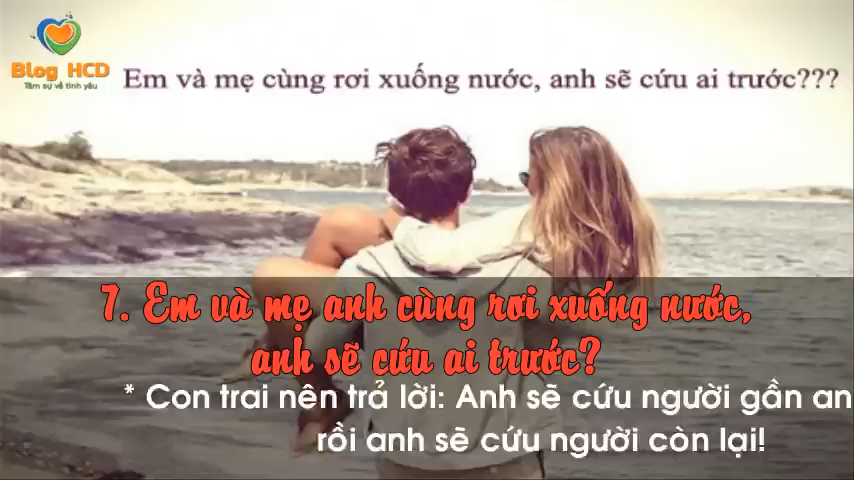 Blog HCD
Tâm sự về tình yêu
Em và mẹ cùng rơi xuống nước, anh sẽ cứu ai trước???
7. Em và mẹ anh cùng rơi xuống nước,
anh sẽ cứu ai trước?
* Con trai nên trả lời: Anh sẽ cứu người gần an
rồi anh sẽ cứu người còn lại!